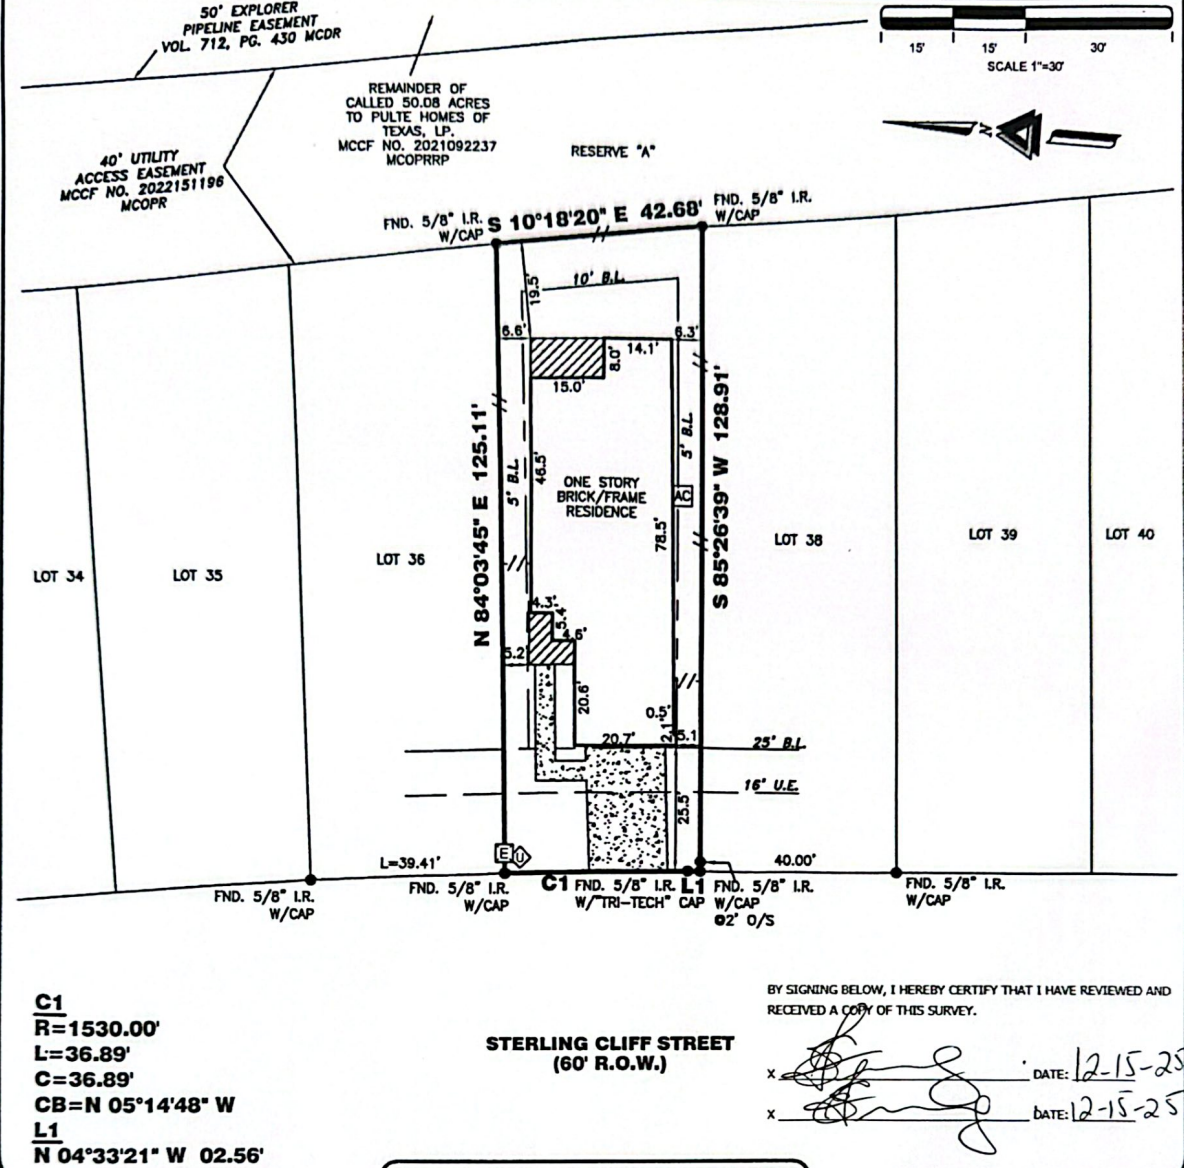 50' EXPLORER
PIPELINE EASEMENT
VOL. 712, PG. 430 MCDR
15' 15' 30'
SCALE 1"=30'
N
REMAINDER OF
CALLED 50.08 ACRES
TO PULTE HOMES OF
TEXAS, LP.
MCCF NO. 2021092237
MCOPRRP
RESERVE "A"
40' UTILITY
ACCESS EASEMENT
MCCF NO. 2022151196
MCOPR
FND. 5/8" I.R.
W/CAP
S 10°18'20" E 42.68'
FND. 5/8" I.R.
W/CAP
10' B.L.
19.5'
6.6'
6.3'
14.1'
8.0'
15.0'
N 84°03'45" E 125.11'
S 85°26'39" W 128.91'
5' B.L.
5' B.L.
46.5'
ONE STORY
BRICK/FRAME
RESIDENCE
AC
78.5'
LOT 34
LOT 35
LOT 36
LOT 38
LOT 39
LOT 40
4.3'
5.4'
4.6'
5.2'
20.6'
0.5'
2.1'
20.7'
5.1
25' B.L.
16' U.E.
25.5'
E U
L=39.41'
40.00'
FND. 5/8" I.R.
W/CAP
FND. 5/8" I.R.
W/CAP
C1
FND. 5/8" I.R.
W/"TRI-TECH" CAP
L1
FND. 5/8" I.R.
W/CAP
@2' O/S
FND. 5/8" I.R.
W/CAP
C1
R=1530.00'
L=36.89'
C=36.89'
CB=N 05°14'48" W
L1
N 04°33'21" W 02.56'
STERLING CLIFF STREET
(60' R.O.W.)
BY SIGNING BELOW, I HEREBY CERTIFY THAT I HAVE REVIEWED AND
RECEIVED A COPY OF THIS SURVEY.
X DATE: 12-15-25
X DATE: 12-15-25